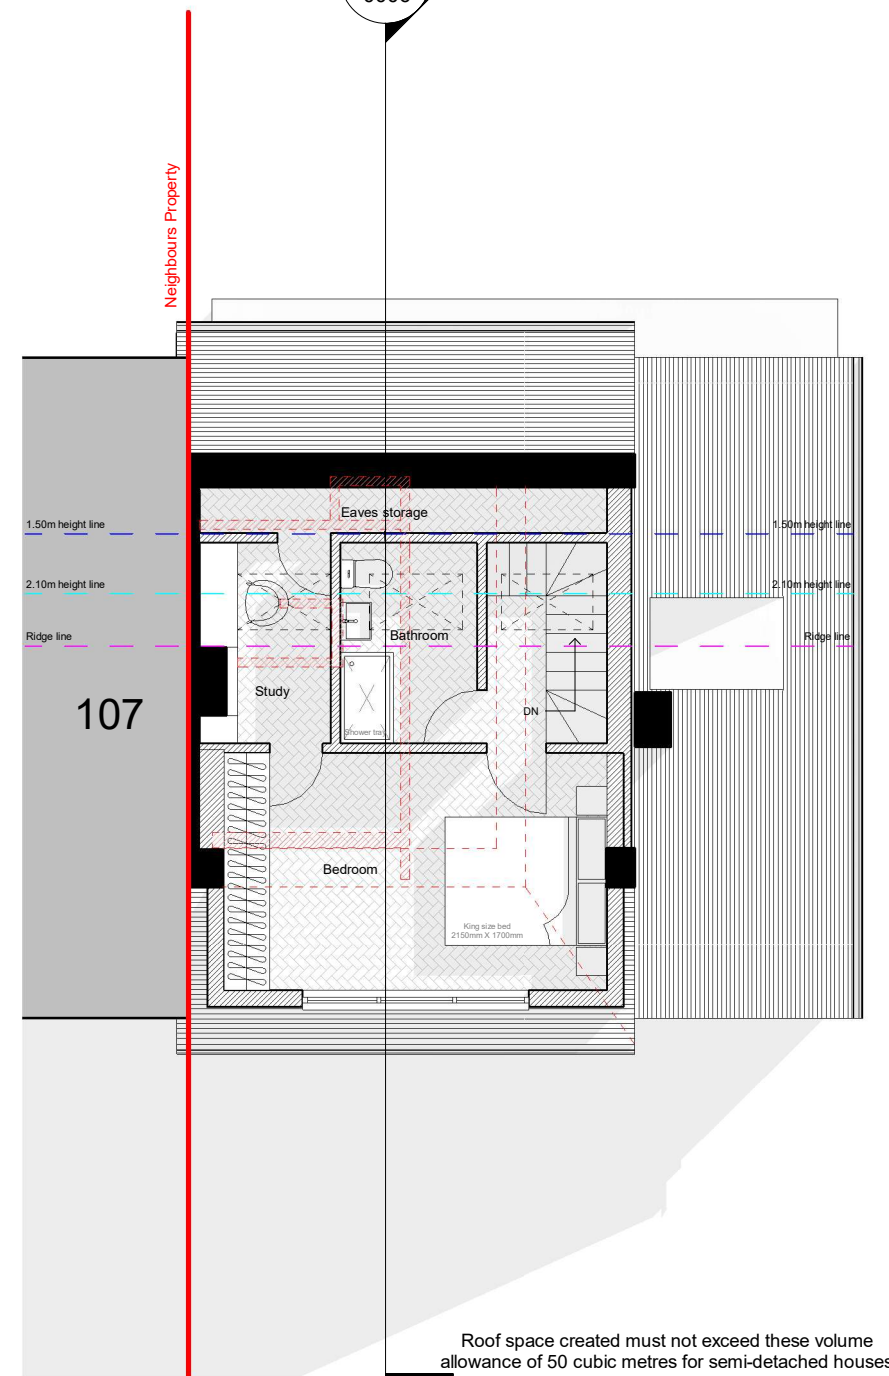 Neighbours Property
Eaves storage
1.50m height line
1.50m height line
2.10m height line
2.10m height line
Ridge line
Ridge line
Bathroom
Study
107
DN
Shower tray
Bedroom
King size bed
2150mm X 1700mm
Roof space created must not exceed these volume
allowance of 50 cubic metres for semi-detached houses